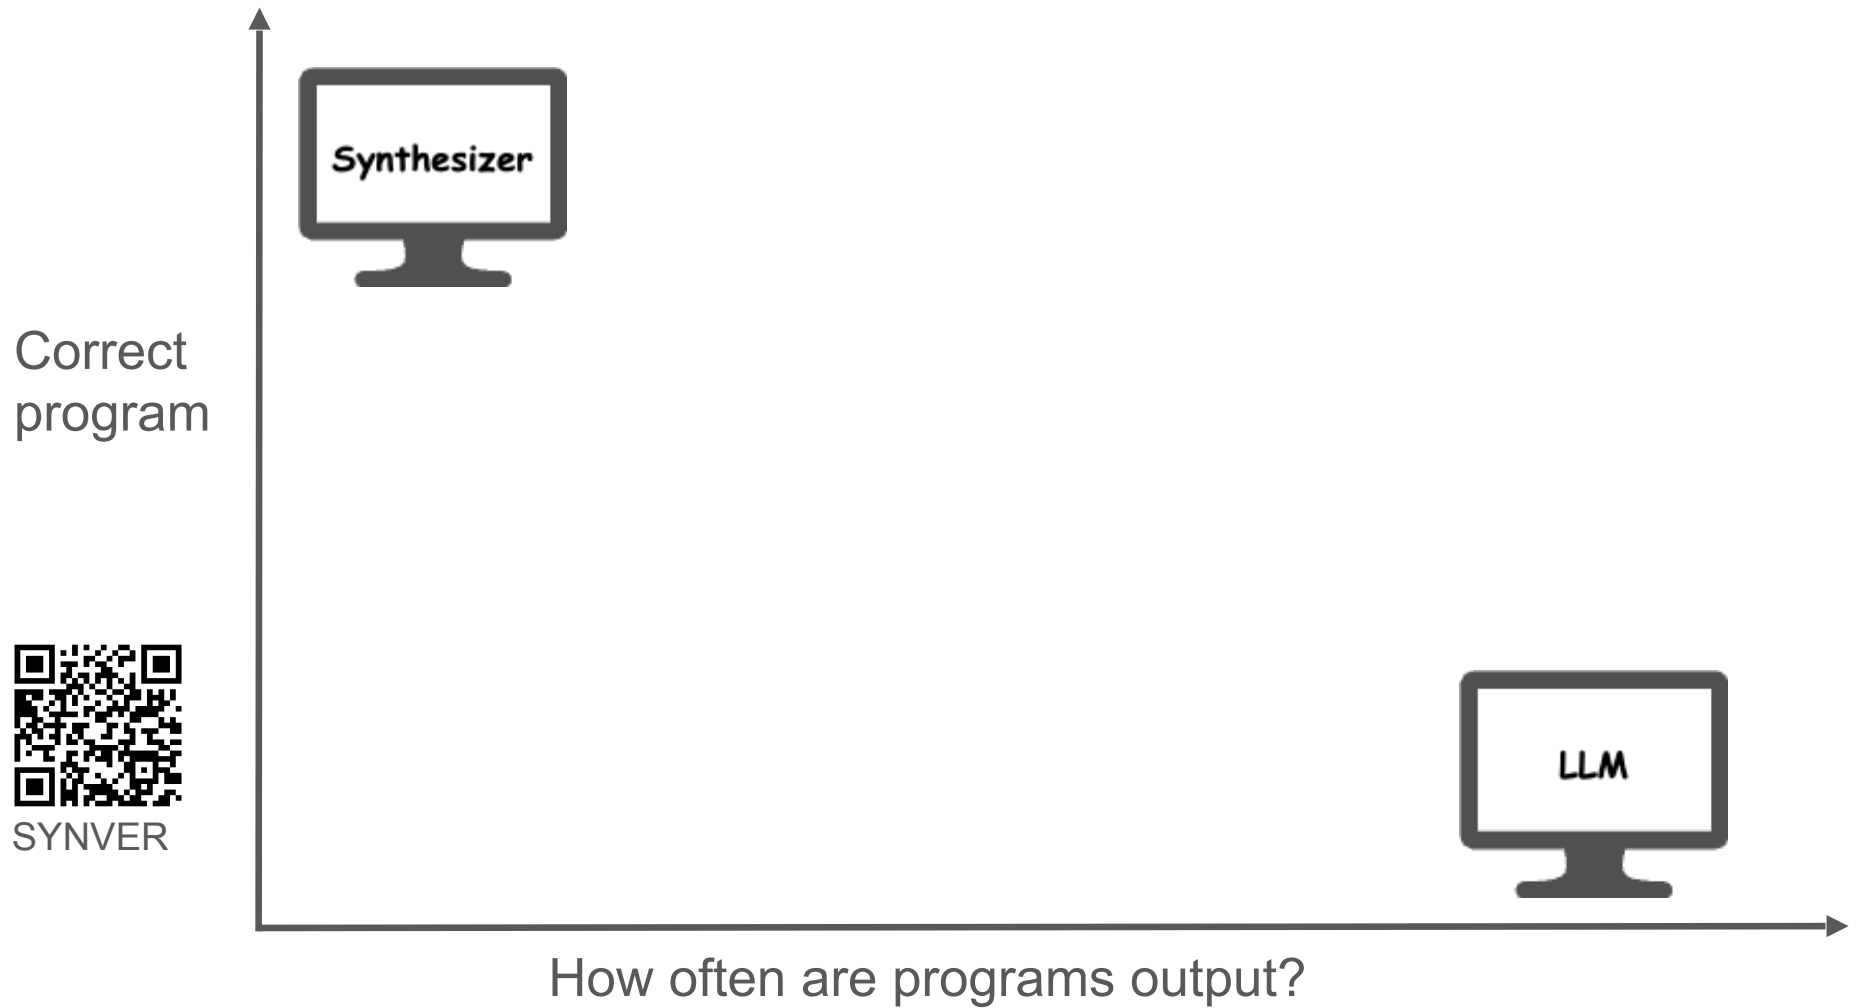 Synthesizer
Correct
program
LLM
SYNVER
How often are programs output?